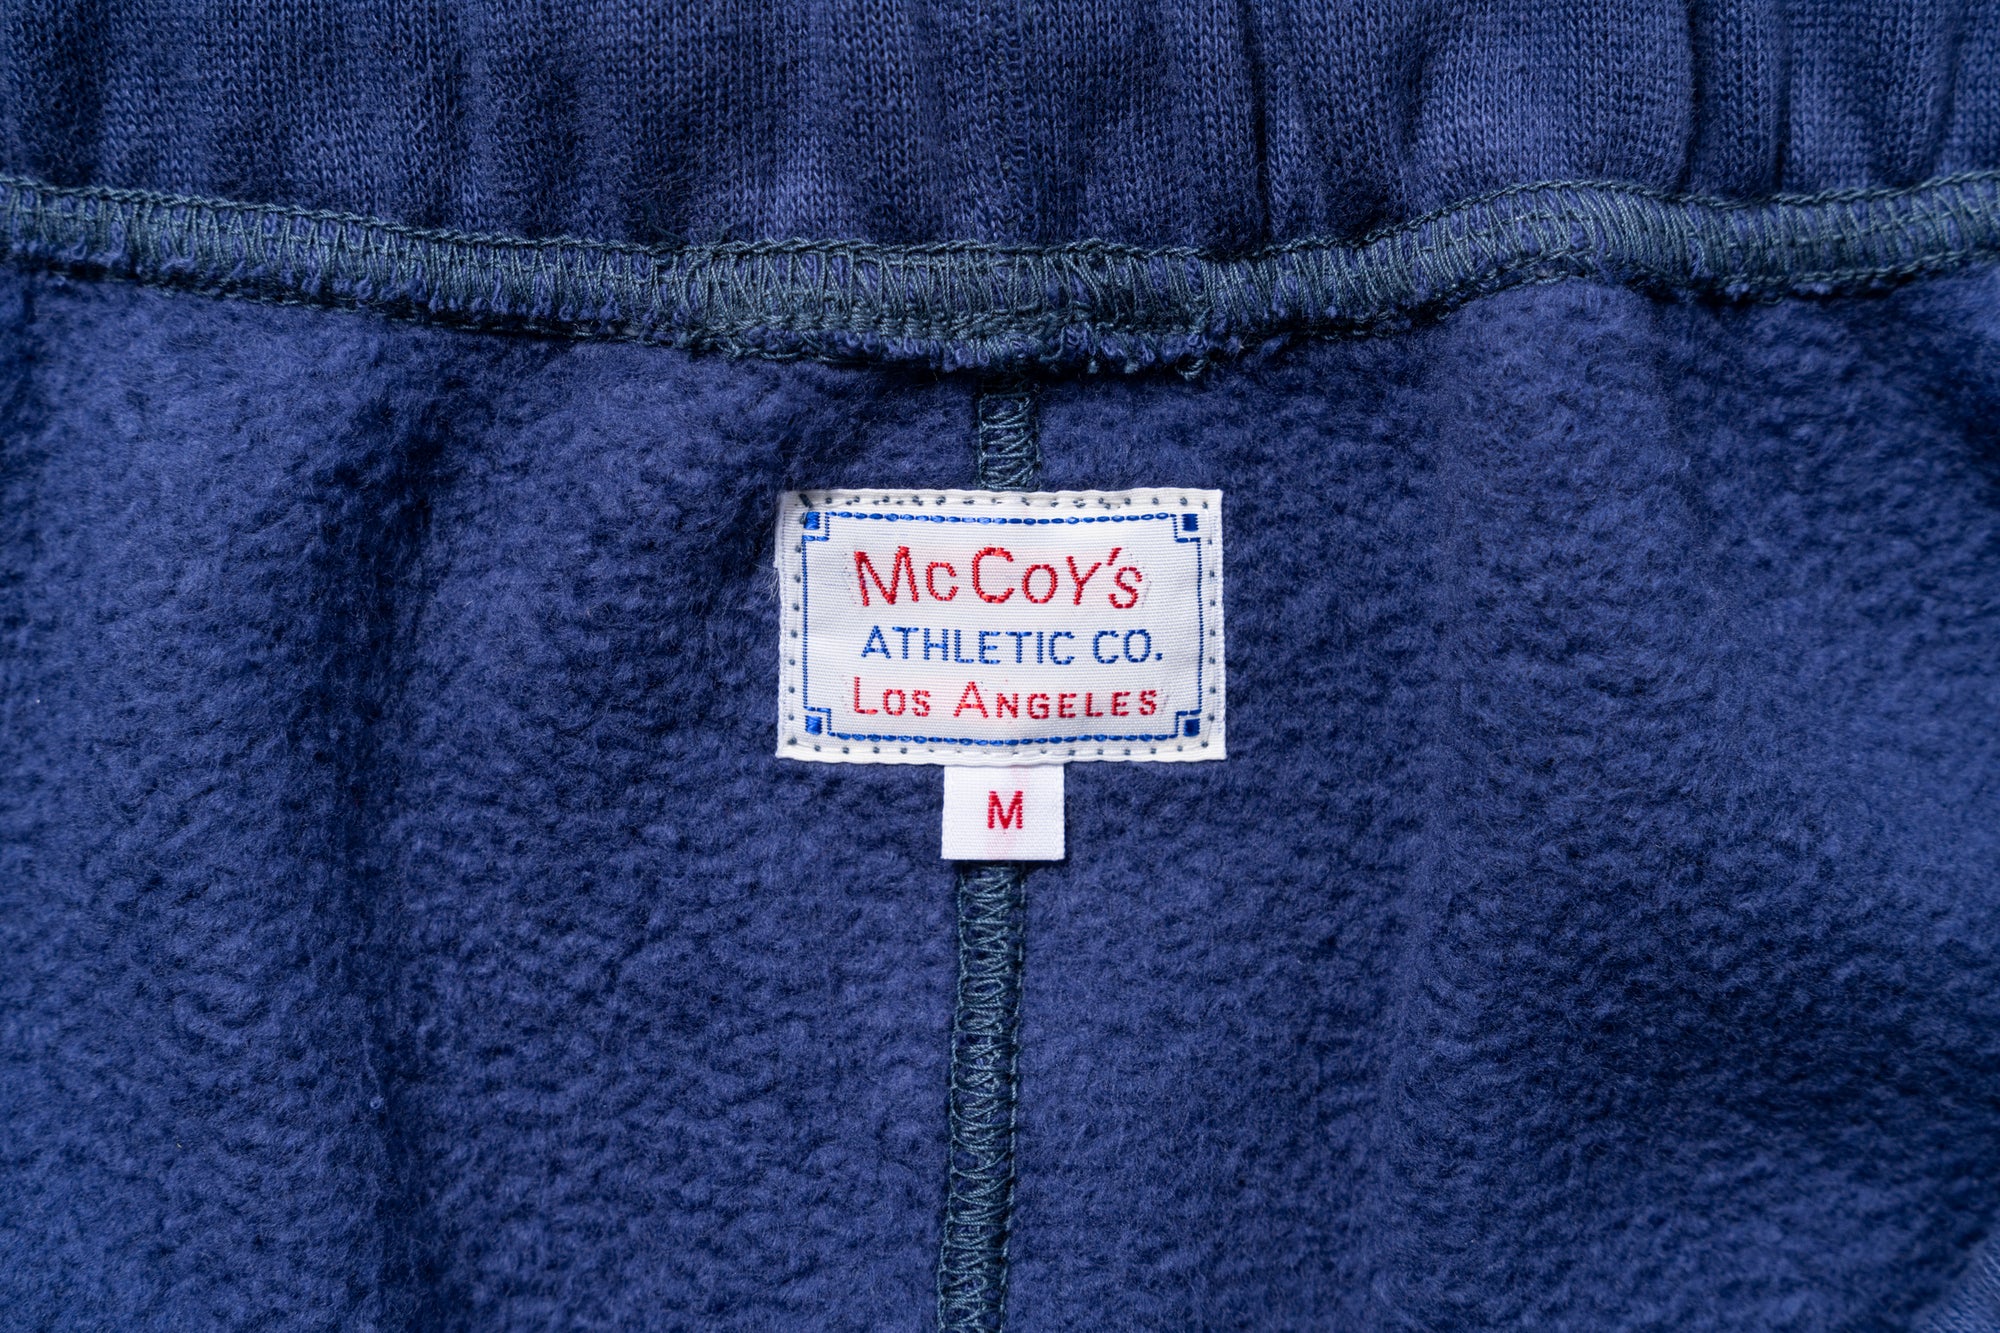 McCoy's
ATHLETIC CO.
Los Angeles
M